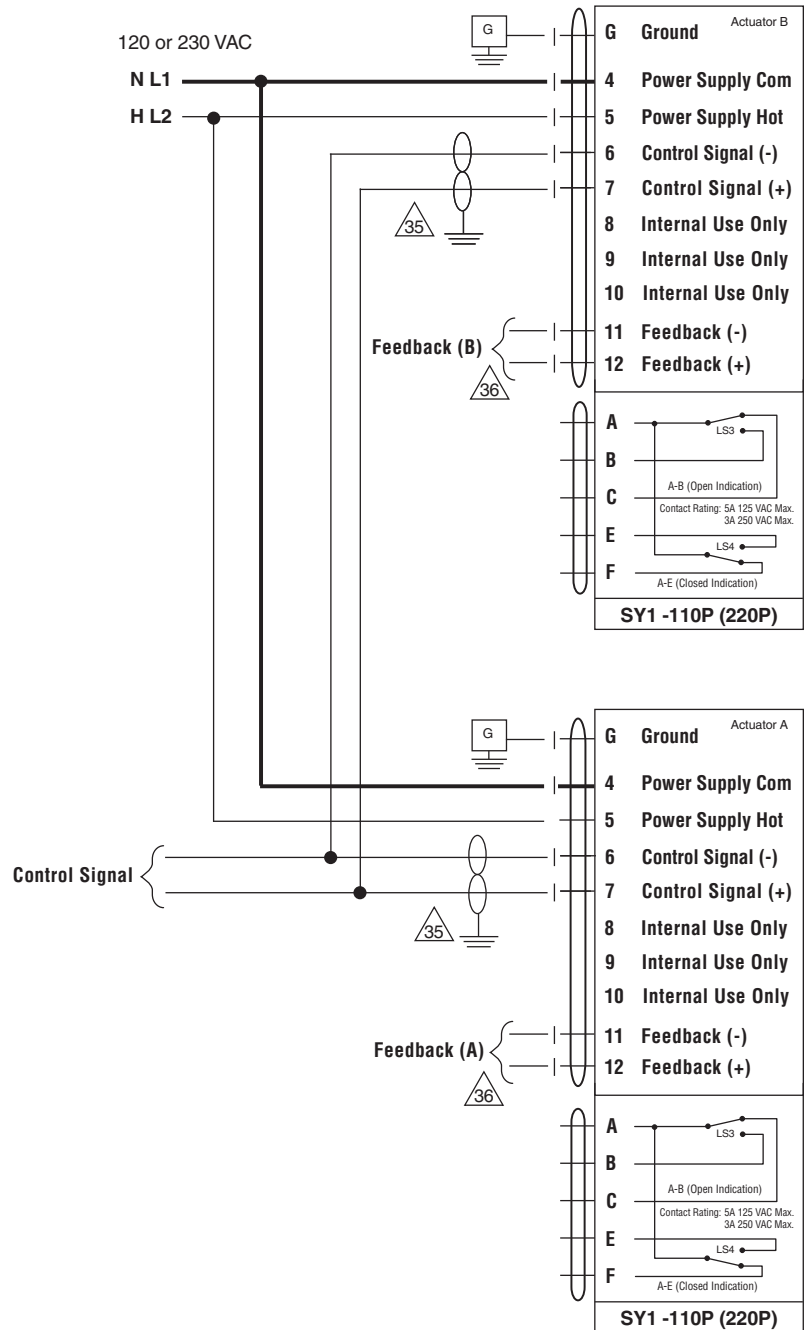 120 or 230 VAC
N L1
H L2
G
35
Feedback (B)
36
Actuator B
G Ground
4 Power Supply Com
5 Power Supply Hot
6 Control Signal (-)
7 Control Signal (+)
8 Internal Use Only
9 Internal Use Only
10 Internal Use Only
11 Feedback (-)
12 Feedback (+)
A
LS3
B
A-B (Open Indication)
C
Contact Rating: 5A 125 VAC Max.
3A 250 VAC Max.
E
LS4
F
A-E (Closed Indication)
SY1 -110P (220P)
G
Control Signal
35
Feedback (A)
36
Actuator A
G Ground
4 Power Supply Com
5 Power Supply Hot
6 Control Signal (-)
7 Control Signal (+)
8 Internal Use Only
9 Internal Use Only
10 Internal Use Only
11 Feedback (-)
12 Feedback (+)
A
LS3
B
A-B (Open Indication)
C
Contact Rating: 5A 125 VAC Max.
3A 250 VAC Max.
E
LS4
F
A-E (Closed Indication)
SY1 -110P (220P)